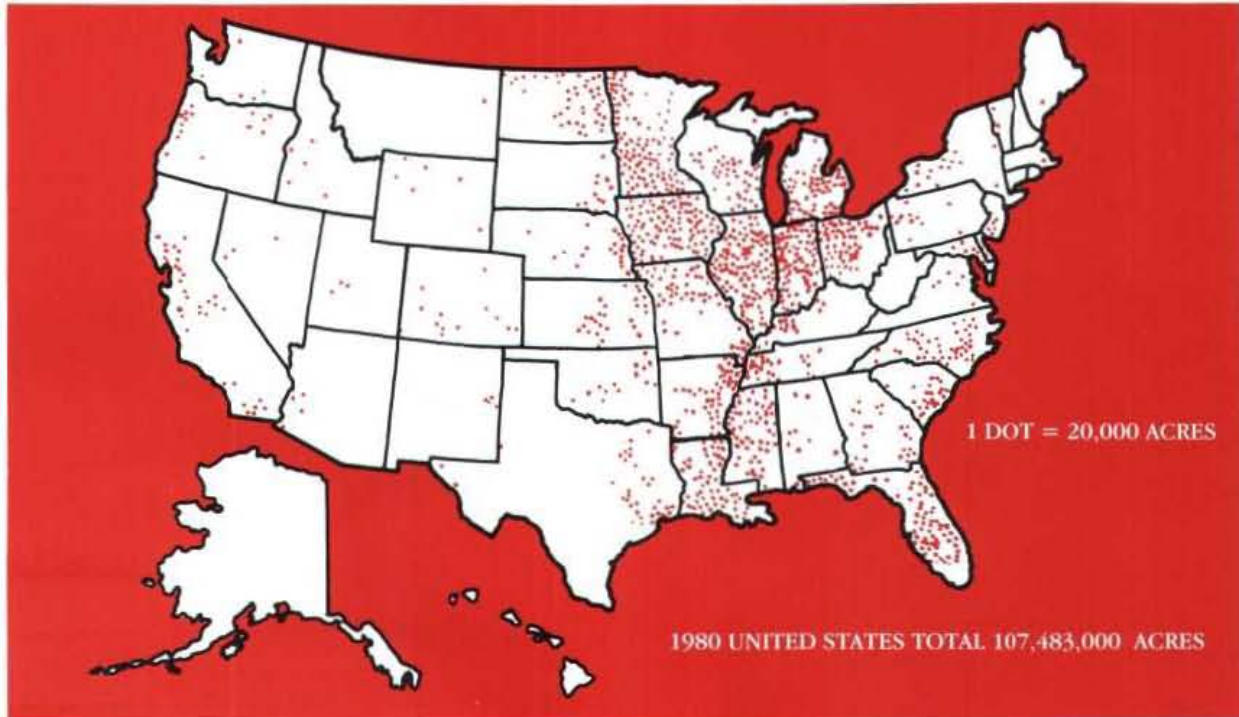 1 DOT = 20,000 ACRES
1980 UNITED STATES TOTAL 107,483,000 ACRES